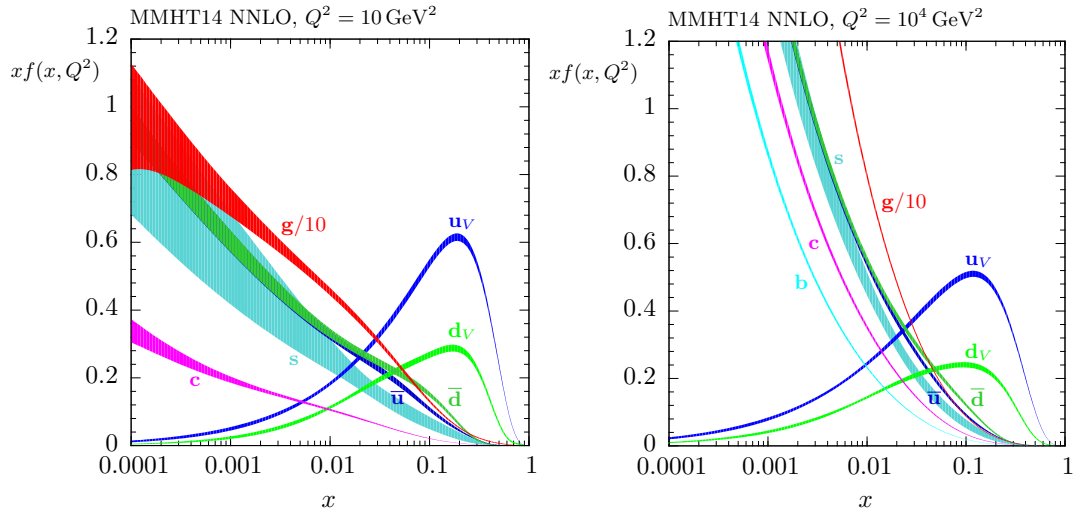 MMHT14 NNLO, Q² = 10 GeV²
xf(x, Q²)
1.2
1
0.8
0.6
0.4
0.2
0
g/10
u_V
d_V
s
c
u̅
d̅
0.0001
0.001
0.01
0.1
1
x
MMHT14 NNLO, Q² = 10⁴ GeV²
xf(x, Q²)
1.2
1
0.8
0.6
0.4
0.2
0
s
g/10
c
b
u_V
d_V
u̅
d̅
0.0001
0.001
0.01
0.1
1
x